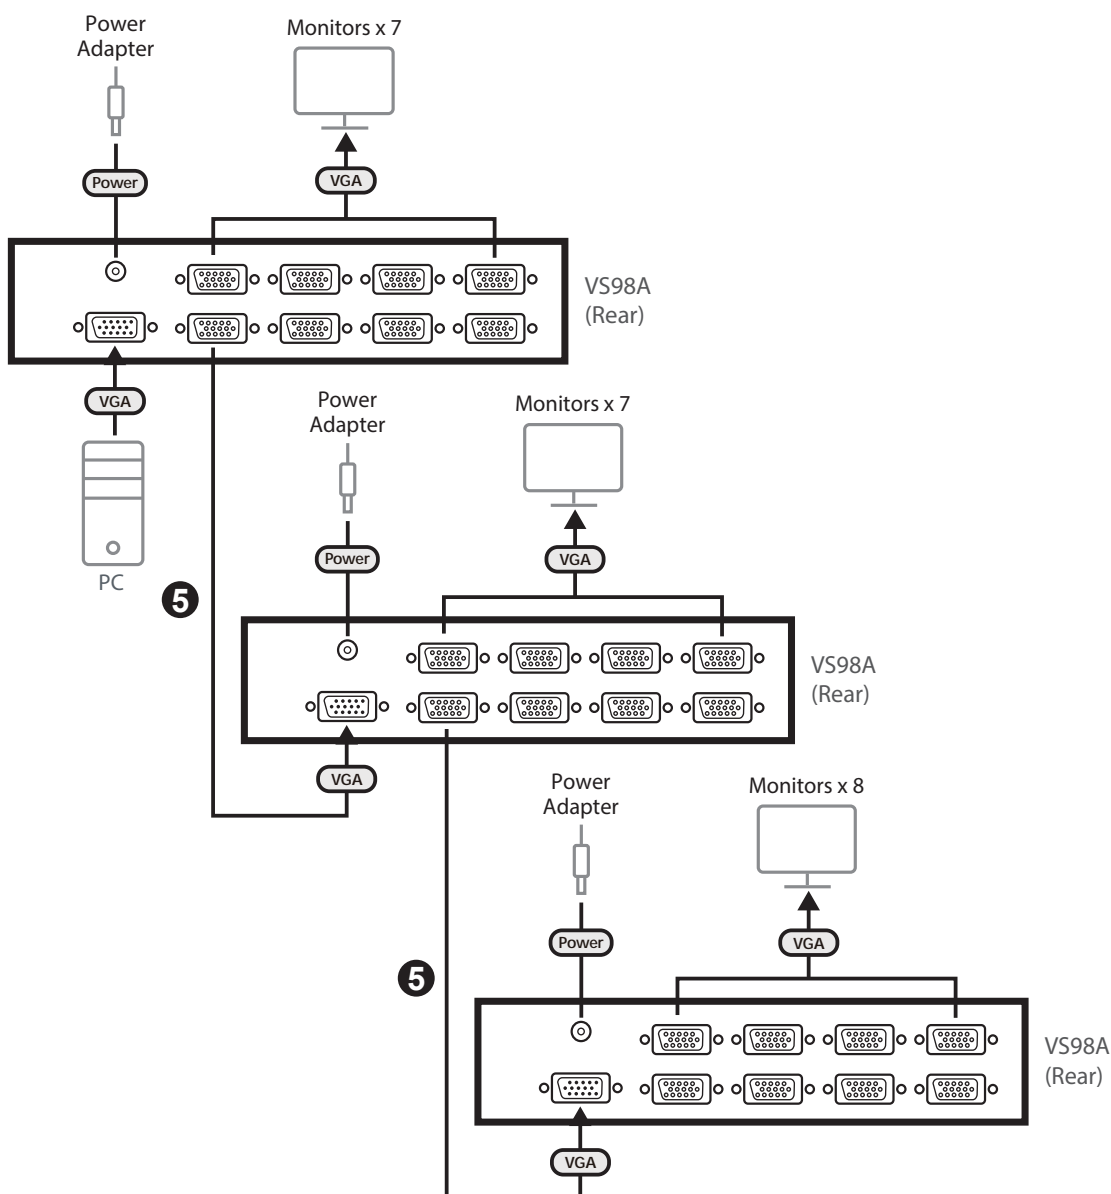 Power
Adapter
Monitors x 7
Power
VGA
VS98A
(Rear)
VGA
PC
Power
Adapter
Monitors x 7
Power
VGA
5
VS98A
(Rear)
VGA
Power
Adapter
Monitors x 8
Power
VGA
5
VS98A
(Rear)
VGA